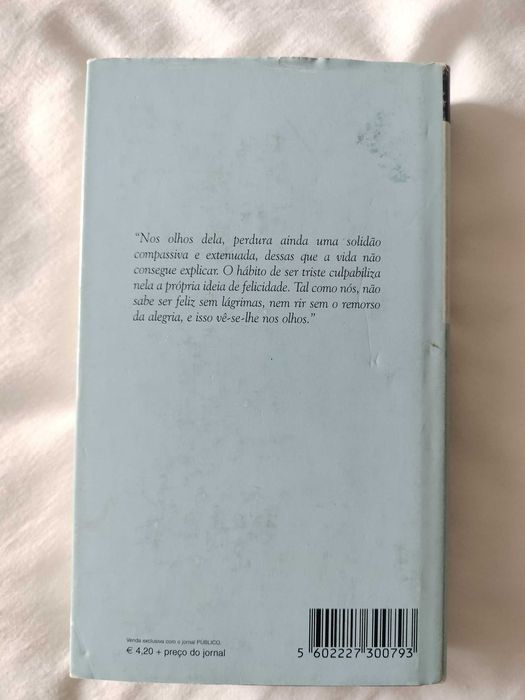 “Nos olhos dela, perdura ainda uma solidão
compassiva e extenuada, dessas que a vida não
consegue explicar. O hábito de ser triste culpabiliza
nela a própria ideia de felicidade. Tal como nós, não
sabe ser feliz sem lágrimas, nem rir sem o remorso
da alegria, e isso vê-se-lhe nos olhos.”
Venda exclusiva com o jornal PÚBLICO.
€ 4,20 + preço do jornal
5 602227 300793